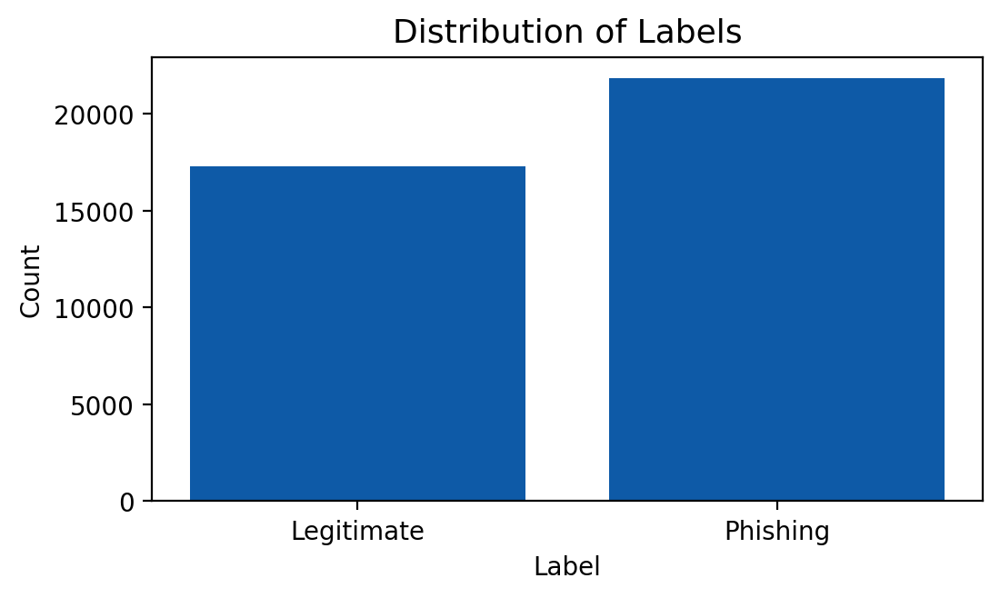 Distribution of Labels
20000
15000
10000
5000
0
Count
Legitimate
Phishing
Label